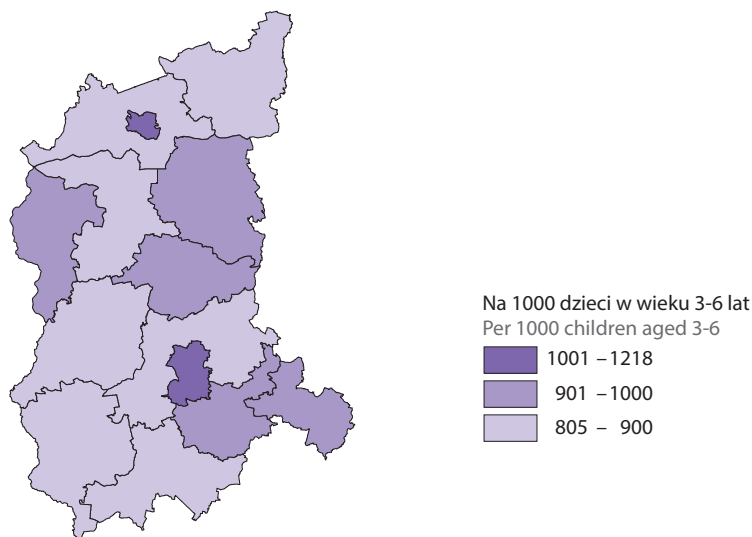 Na 1000 dzieci w wieku 3-6 lat
Per 1000 children aged 3-6
1001 – 1218
901 – 1000
805 – 900